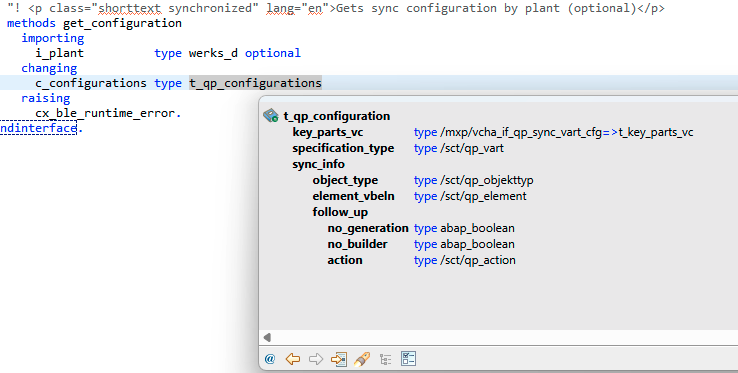 "! <p class="shorttext synchronized" lang="en">Gets sync configuration by plant (optional)</p>
methods get_configuration
importing
i_plant type werks_d optional
changing
c_configurations type t_qp_configurations
raising
cx_ble_runtime_error.
ndinterface.
t_qp_configuration
key_parts_vc type /mxp/vcha_if_qp_sync_vart_cfg=>t_key_parts_vc
specification_type type /sct/qp_vart
sync_info
object_type type /sct/qp_objekttyp
element_vbeln type /sct/qp_element
follow_up
no_generation type abap_boolean
no_builder type abap_boolean
action type /sct/qp_action
@